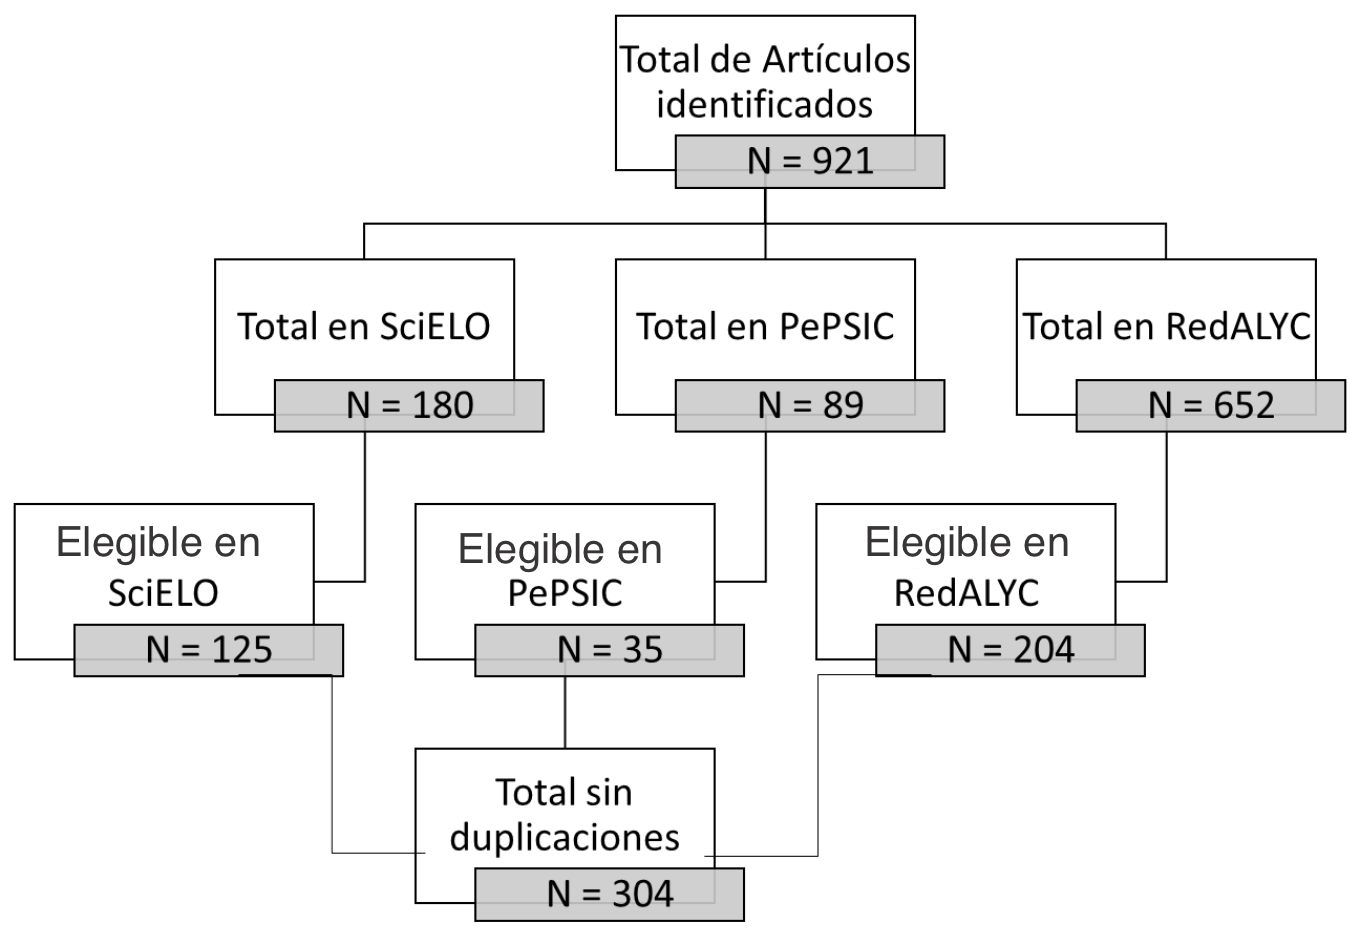 Total de Artículos
identificados
N = 921
Total en SciELO
N = 180
Total en PePSIC
N = 89
Total en RedALYC
N = 652
Elegible en
SciELO
N = 125
Elegible en
PePSIC
N = 35
Elegible en
RedALYC
N = 204
Total sin
duplicaciones
N = 304